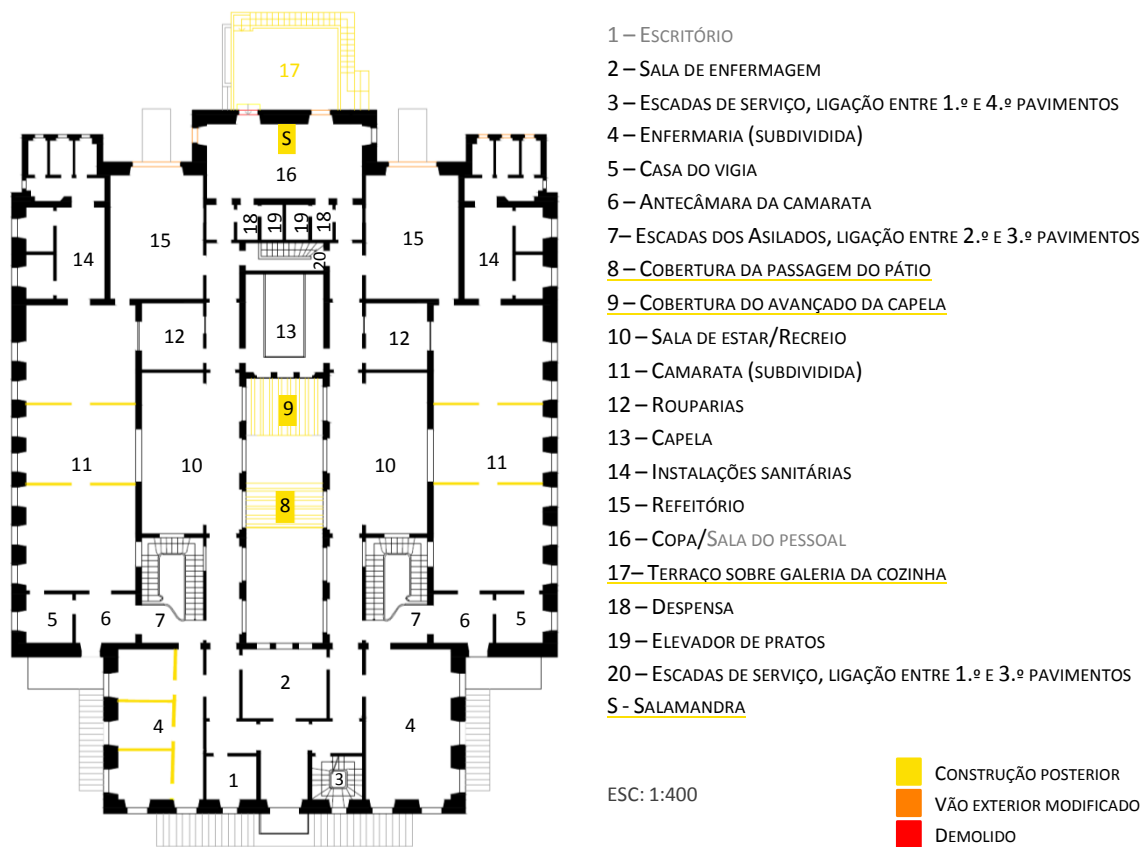 17
S
16
18
19
19
18
20
15
15
14
14
12
13
12
9
11
10
10
11
8
5
6
7
7
6
5
2
4
4
1
3
1 – Escritório
2 – Sala de enfermagem
3 – Escadas de serviço, ligação entre 1.º e 4.º pavimentos
4 – Enfermaria (subdividida)
5 – Casa do vigia
6 – Antecâmara da camarata
7– Escadas dos Asilados, ligação entre 2.º e 3.º pavimentos
8 – Cobertura da passagem do pátio
9 – Cobertura do avançado da capela
10 – Sala de estar/Recreio
11 – Camarata (subdividida)
12 – Rouparias
13 – Capela
14 – Instalações sanitárias
15 – Refeitório
16 – Copa/Sala do pessoal
17– Terraço sobre galeria da cozinha
18 – Despensa
19 – Elevador de pratos
20 – Escadas de serviço, ligação entre 1.º e 3.º pavimentos
S - Salamandra
ESC: 1:400
Construção posterior
Vão exterior modificado
Demolido